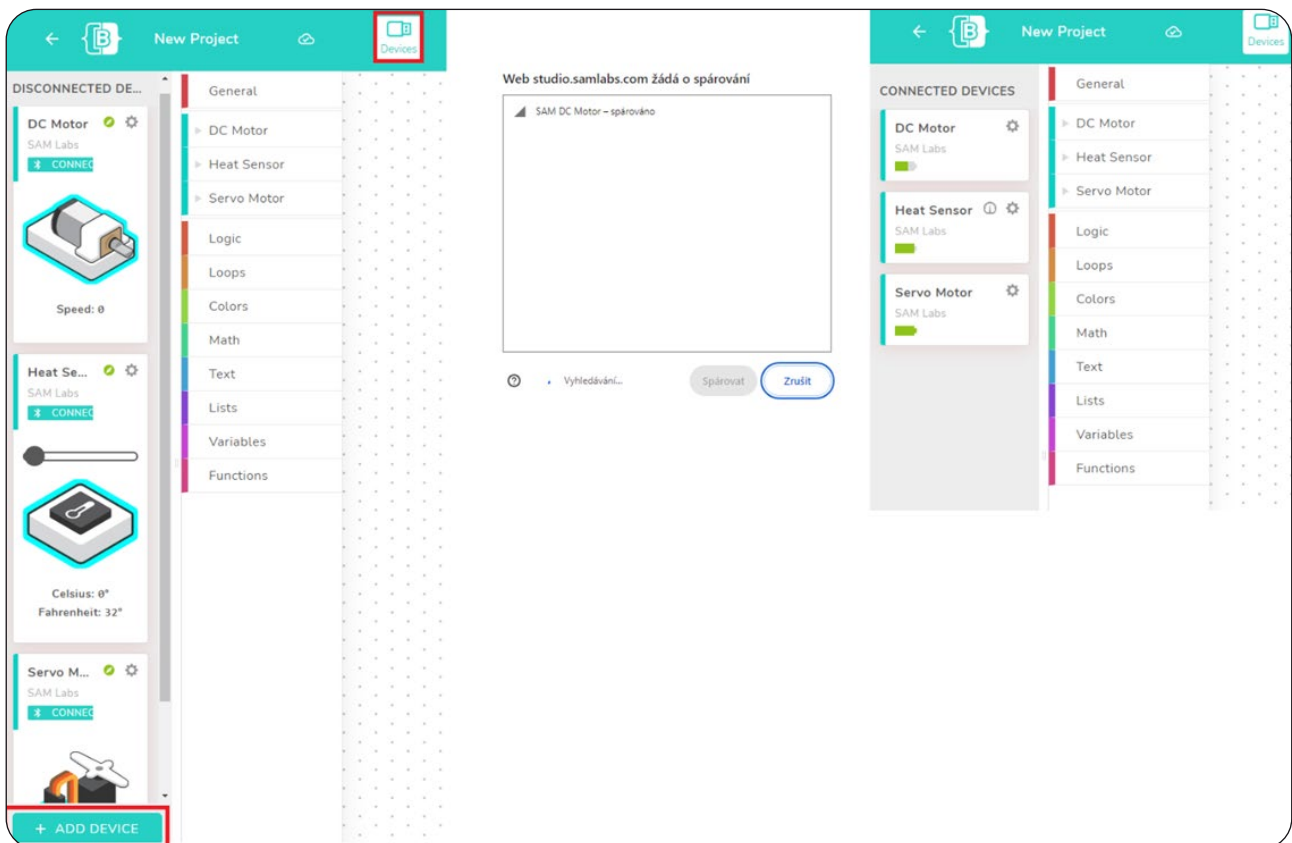 New Project
Devices
DISCONNECTED DE...
DC Motor
SAM Labs
CONNEC
Speed: 0
Heat Se...
SAM Labs
CONNEC
Celsius: 0°
Fahrenheit: 32°
Servo M...
SAM Labs
CONNEC
+ ADD DEVICE
General
DC Motor
Heat Sensor
Servo Motor
Logic
Loops
Colors
Math
Text
Lists
Variables
Functions
Web studio.samlabs.com žádá o spárování
SAM DC Motor – spárováno
Vyhledávání...
Spárovat
Zrušit
New Project
Devices
CONNECTED DEVICES
DC Motor
SAM Labs
Heat Sensor
SAM Labs
Servo Motor
SAM Labs
General
DC Motor
Heat Sensor
Servo Motor
Logic
Loops
Colors
Math
Text
Lists
Variables
Functions